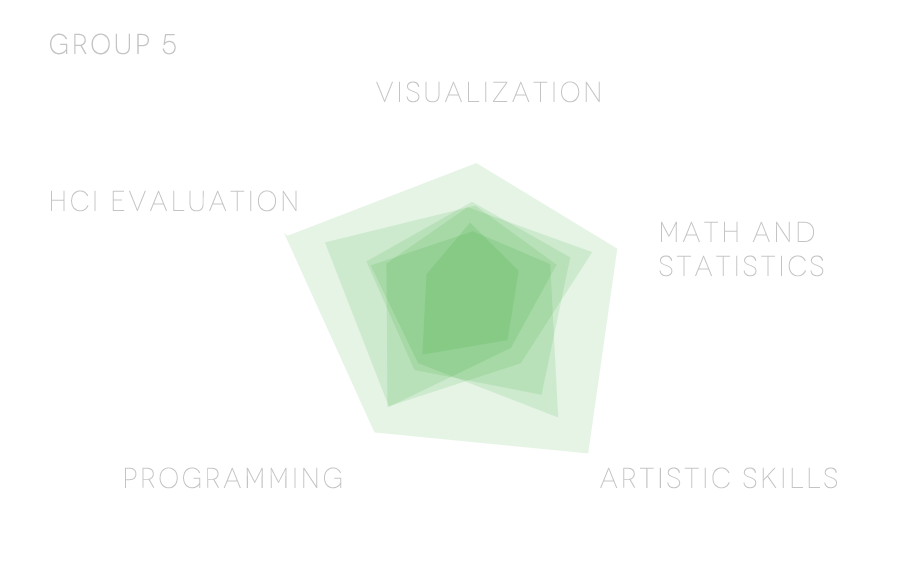 GROUP 5
VISUALIZATION
HCI EVALUATION
MATH AND
STATISTICS
PROGRAMMING
ARTISTIC SKILLS